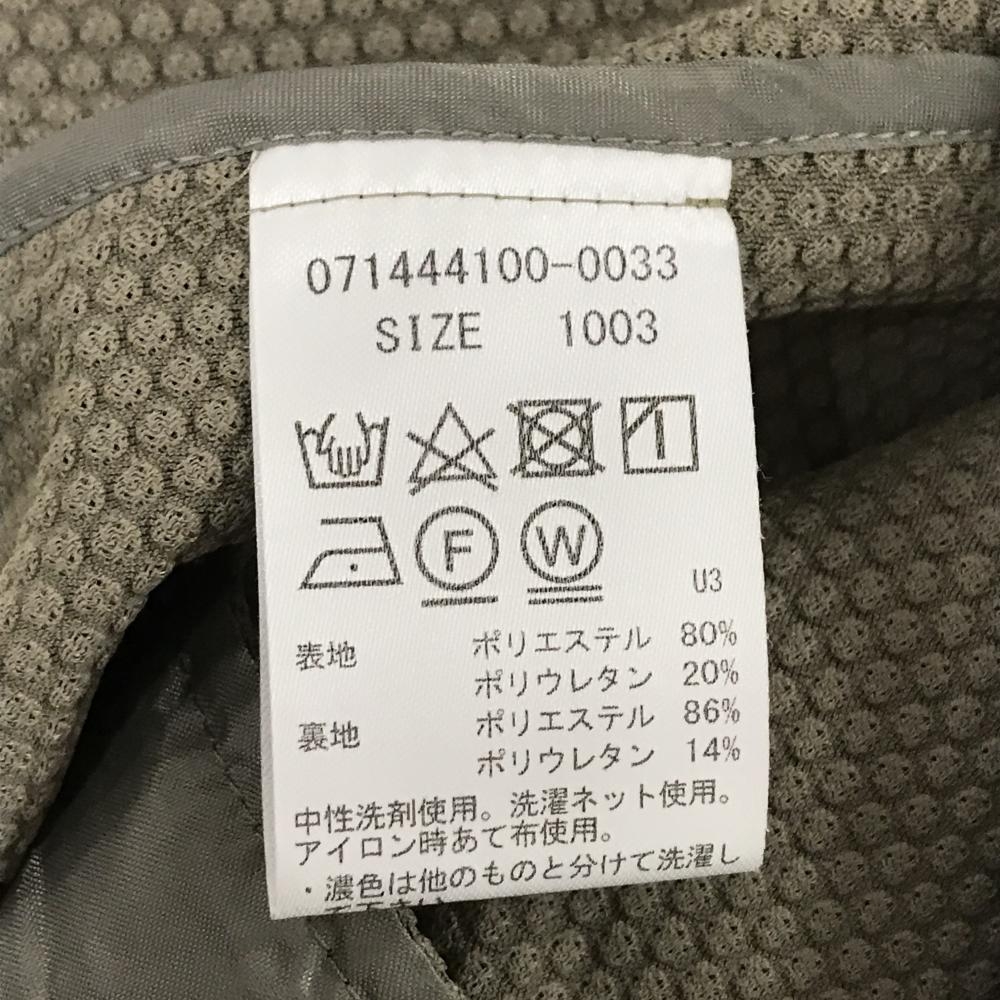 071444100-0033
SIZE 1003
F W
U3
表地 ポリエステル 80%
ポリウレタン 20%
裏地 ポリエステル 86%
ポリウレタン 14%
中性洗剤使用。洗濯ネット使用。
アイロン時あて布使用。
・濃色は他のものと分けて洗濯し